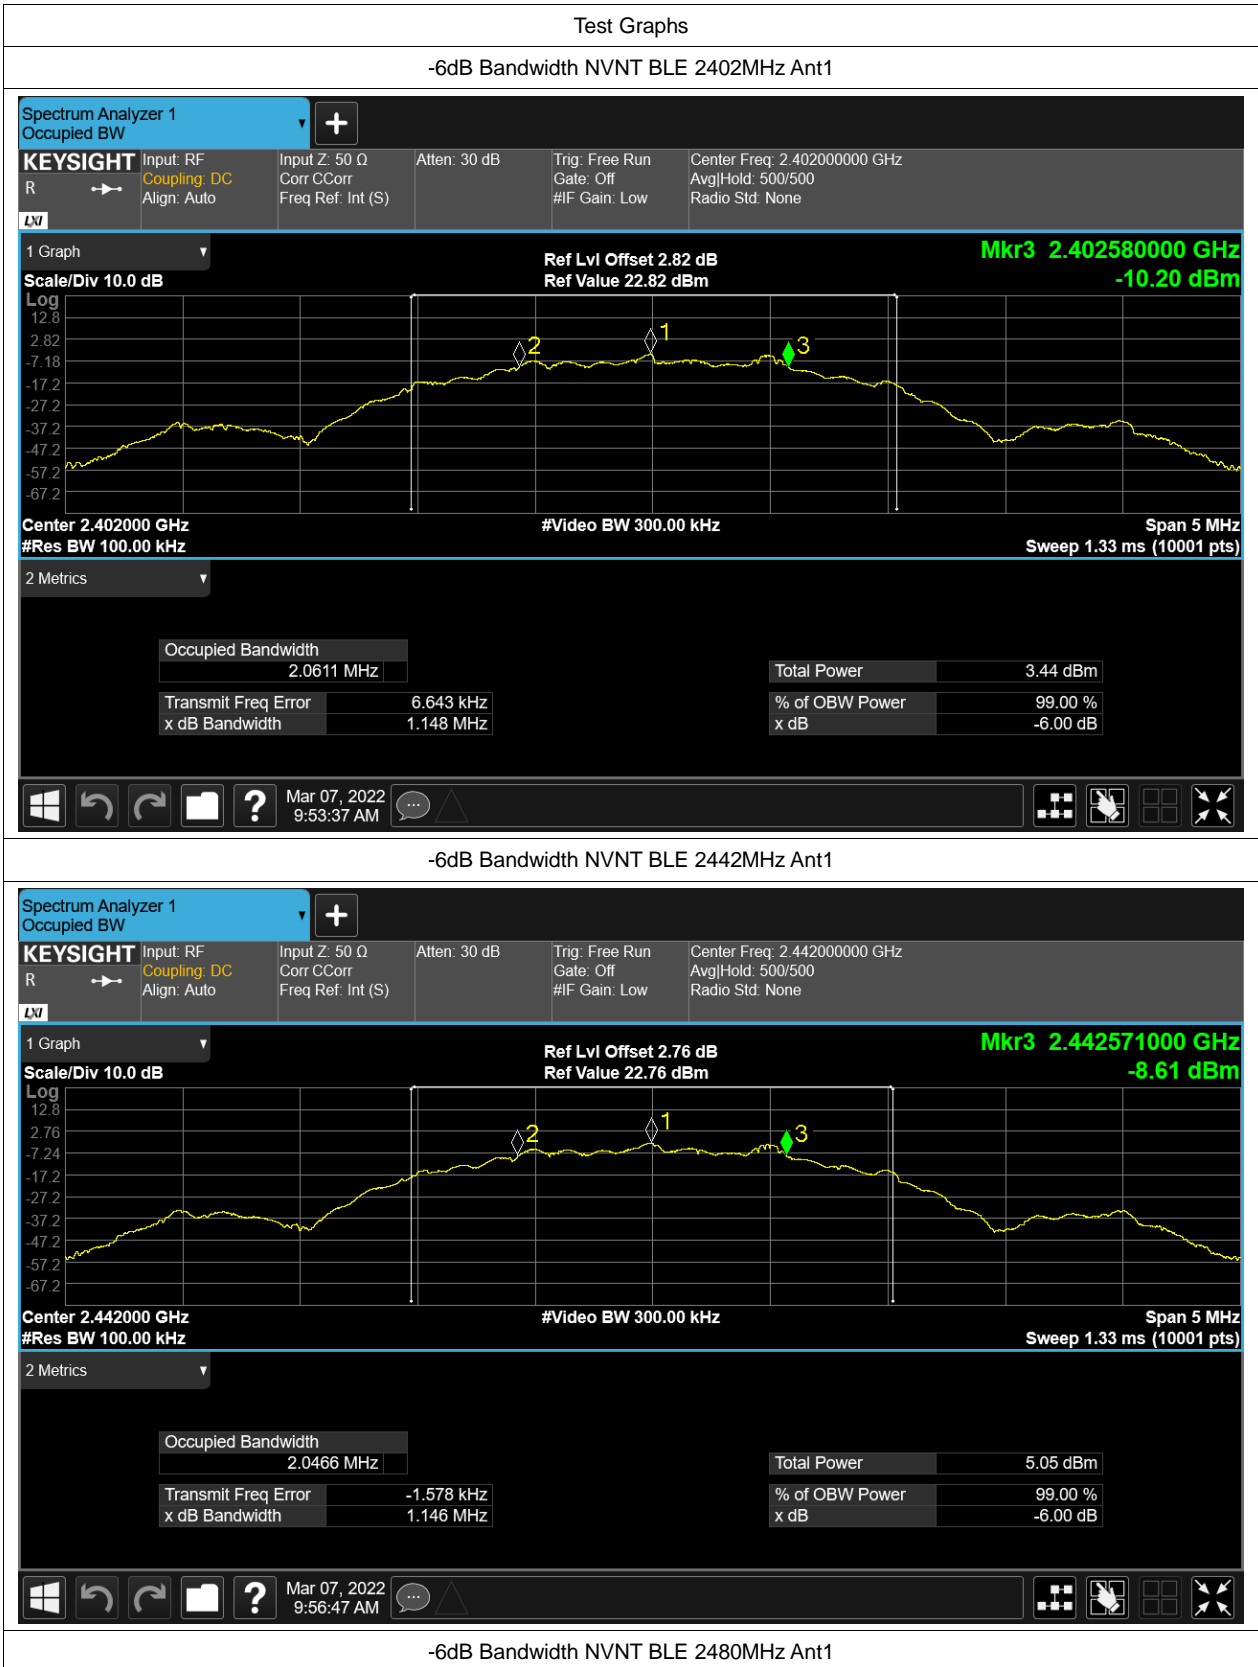 Test Graphs
-6dB Bandwidth NVNT BLE 2402MHz Ant1
Spectrum Analyzer 1
Occupied BW
KEYSIGHT
R
LXI
Input: RF
Coupling: DC
Align: Auto
Input Z: 50 Ω
Corr CCorr
Freq Ref: Int (S)
Atten: 30 dB
Trig: Free Run
Gate: Off
#IF Gain: Low
Center Freq: 2.402000000 GHz
Avg|Hold: 500/500
Radio Std: None
1 Graph
Scale/Div 10.0 dB
Ref Lvl Offset 2.82 dB
Ref Value 22.82 dBm
Mkr3 2.402580000 GHz
-10.20 dBm
Log
12.8
2.82
-7.18
-17.2
-27.2
-37.2
-47.2
-57.2
-67.2
2
1
3
Center 2.402000 GHz
#Video BW 300.00 kHz
Span 5 MHz
#Res BW 100.00 kHz
Sweep 1.33 ms (10001 pts)
2 Metrics
Occupied Bandwidth
2.0611 MHz
Total Power 3.44 dBm
Transmit Freq Error 6.643 kHz
% of OBW Power 99.00 %
x dB Bandwidth 1.148 MHz
x dB -6.00 dB
Mar 07, 2022
9:53:37 AM
-6dB Bandwidth NVNT BLE 2442MHz Ant1
Spectrum Analyzer 1
Occupied BW
KEYSIGHT
R
LXI
Input: RF
Coupling: DC
Align: Auto
Input Z: 50 Ω
Corr CCorr
Freq Ref: Int (S)
Atten: 30 dB
Trig: Free Run
Gate: Off
#IF Gain: Low
Center Freq: 2.442000000 GHz
Avg|Hold: 500/500
Radio Std: None
1 Graph
Scale/Div 10.0 dB
Ref Lvl Offset 2.76 dB
Ref Value 22.76 dBm
Mkr3 2.442571000 GHz
-8.61 dBm
Log
12.8
2.76
-7.24
-17.2
-27.2
-37.2
-47.2
-57.2
-67.2
2
1
3
Center 2.442000 GHz
#Video BW 300.00 kHz
Span 5 MHz
#Res BW 100.00 kHz
Sweep 1.33 ms (10001 pts)
2 Metrics
Occupied Bandwidth
2.0466 MHz
Total Power 5.05 dBm
Transmit Freq Error -1.578 kHz
% of OBW Power 99.00 %
x dB Bandwidth 1.146 MHz
x dB -6.00 dB
Mar 07, 2022
9:56:47 AM
-6dB Bandwidth NVNT BLE 2480MHz Ant1